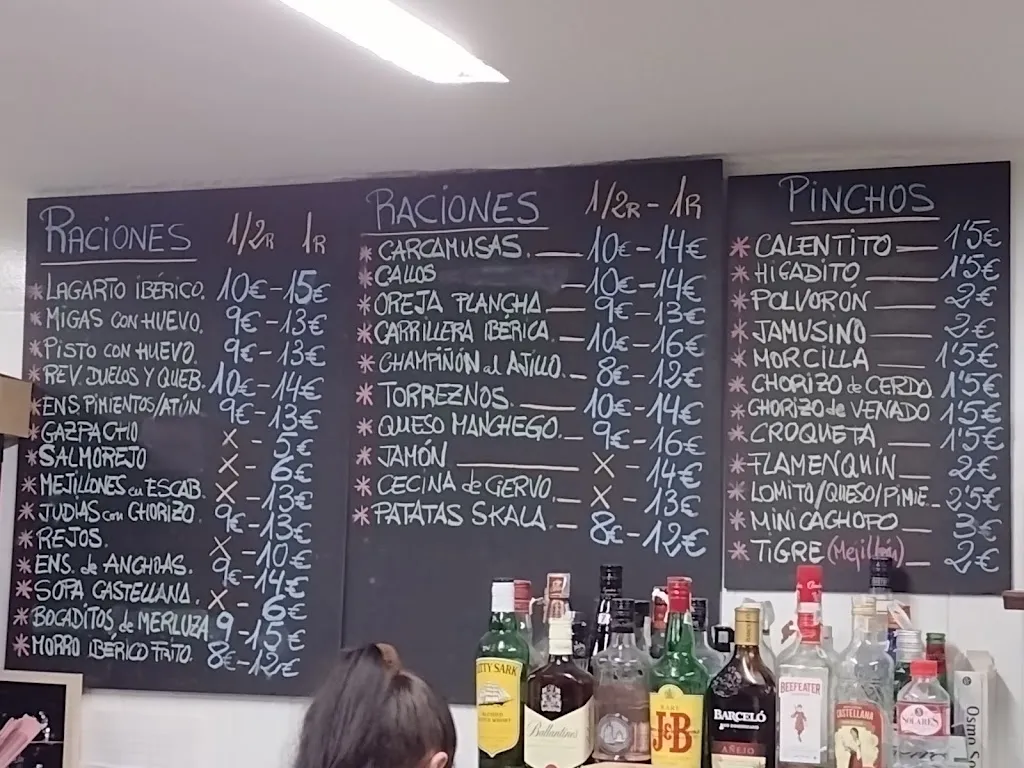 RACIONES 1/2R 1R
* LAGARTO IBÉRICO. 10€-15€
* MIGAS CON HUEVO. 9€-13€
* PISTO CON HUEVO. 9€-13€
* REV. DUELOS Y QUEB. 10€-14€
* ENS. PIMIENTOS/ATÚN 9€-13€
* GAZPACHO X - 5€
* SALMOREJO X - 6€
* MEJILLONES en ESCAB. X - 13€
* JUDIAS con CHORIZO. 9€-13€
* REJOS. X - 10€
* ENS. de ANCHOAS. 9€-14€
* SOPA CASTELLANA. X - 6€
* BOCADITOS de MERLUZA 9-15€
* MORRO IBÉRICO FRITO. 8€-12€
RACIONES 1/2R - 1R
* CARCAMUSAS. 10€-14€
* CALLOS 10€-14€
* OREJA PLANCHA 9€-13€
* CARRILLERA IBERICA 10€-16€
* CHAMPIÑÓN al AJILLO. 8€-12€
* TORREZNOS. 10€-14€
* QUESO MANCHEGO. 9€-16€
* JAMÓN X - 14€
* CECINA de CIERVO. X - 13€
* PATATAS SKALA 8€-12€
PINCHOS
* CALENTITO 1'5€
* HIGADITO 1'5€
* POLVORÓN 2€
* JAMUSINO 2€
* MORCILLA 1'5€
* CHORIZO de CERDO 1'5€
* CHORIZO de VENADO 1'5€
* CROQUETA 1'5€
* FLAMENQUÍN 2€
* LOMITO/QUESO/PIMIE. 2'5€
* MINICACHOPO 3€
* TIGRE (Mejillón) 2€
CUTTY SARK
Ballantine's
RARE
J&B
BARCELÓ
AÑEJO
BEEFEATER
CASTELLANA
SOLARES
Osmo